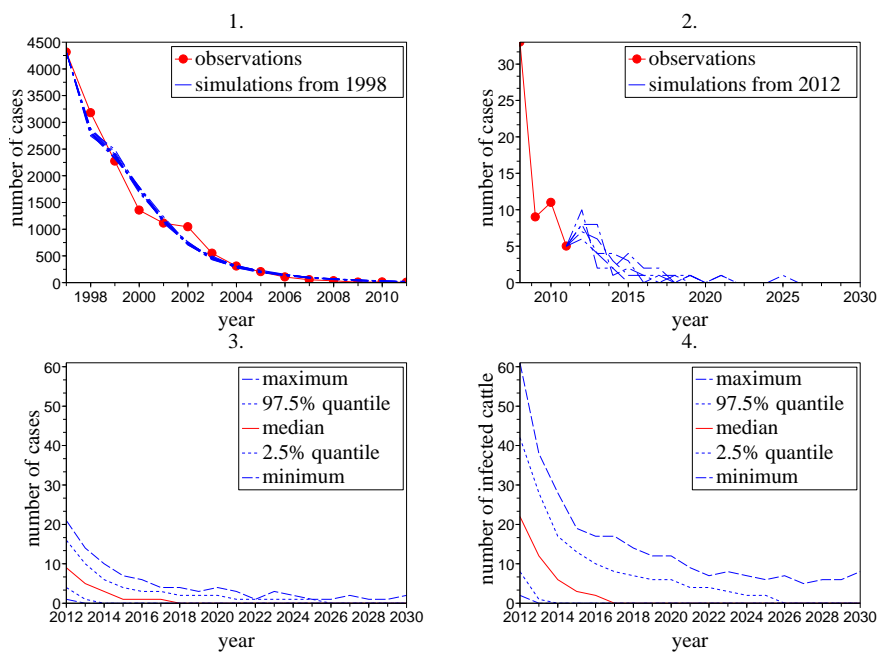 1.
4500
4000
3500
3000
2500
2000
1500
1000
500
0
number of cases
observations
simulations from 1998
1998 2000 2002 2004 2006 2008 2010
year
2.
30
25
20
15
10
5
0
number of cases
observations
simulations from 2012
2010 2015 2020 2025 2030
year
3.
60
50
40
30
20
10
0
number of cases
maximum
97.5% quantile
median
2.5% quantile
minimum
2012 2014 2016 2018 2020 2022 2024 2026 2028 2030
year
4.
60
50
40
30
20
10
0
number of infected cattle
maximum
97.5% quantile
median
2.5% quantile
minimum
2012 2014 2016 2018 2020 2022 2024 2026 2028 2030
year